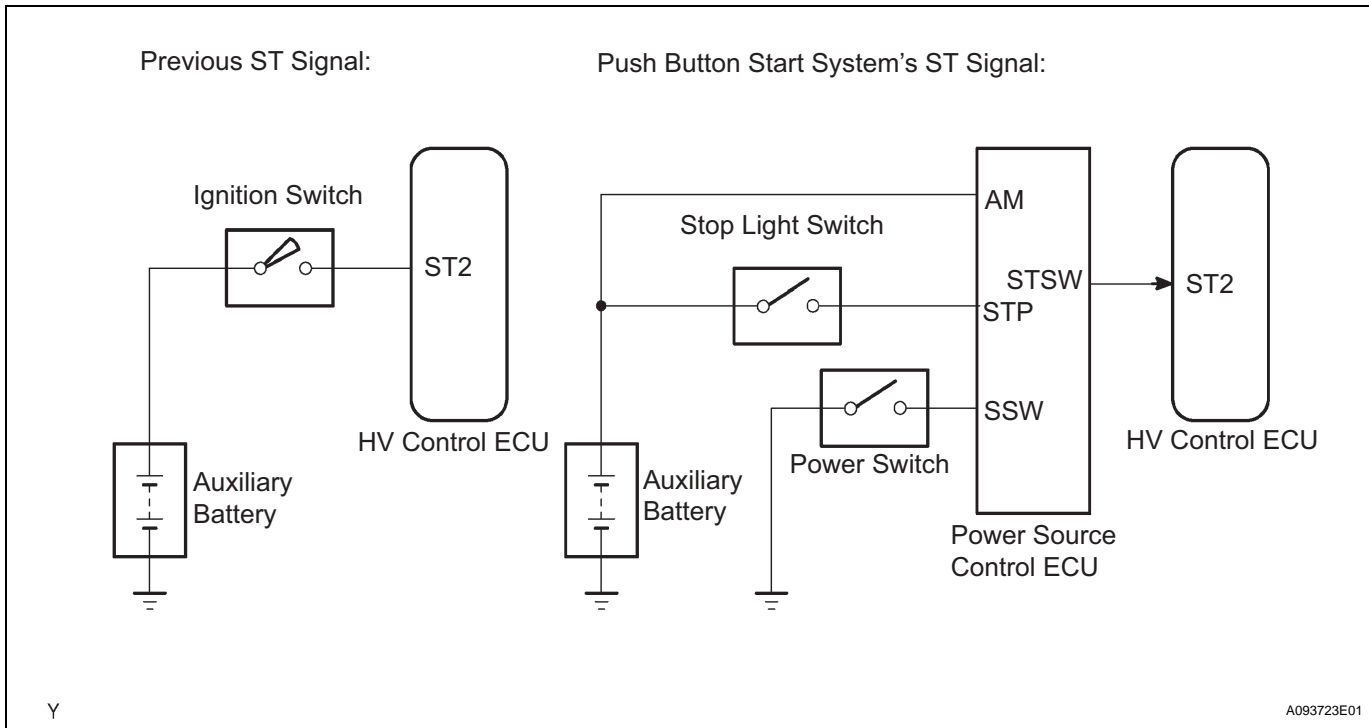 Previous ST Signal:
Ignition Switch
ST2
HV Control ECU
Auxiliary
Battery
Push Button Start System's ST Signal:
AM
Stop Light Switch
STSW
ST2
STP
SSW
Power Switch
HV Control ECU
Auxiliary
Battery
Power Source
Control ECU
Y
A093723E01